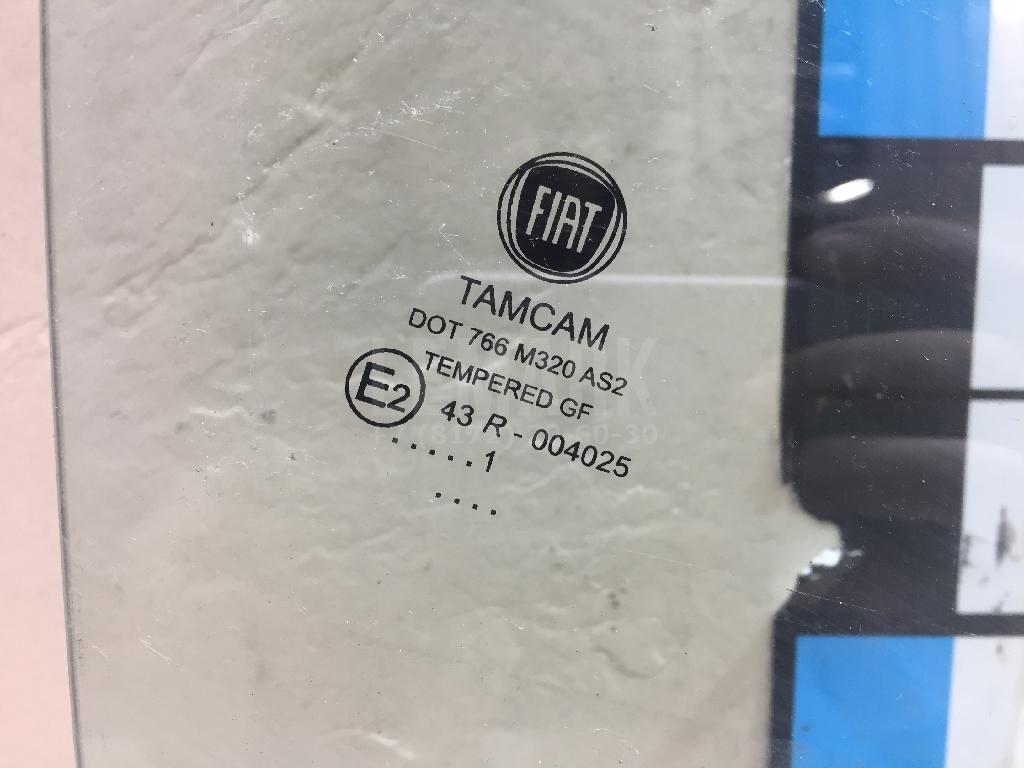 FIAT
TAMCAM
DOT 766 M320 AS2
TEMPERED GF
E2
43 R - 004025
.....1
....